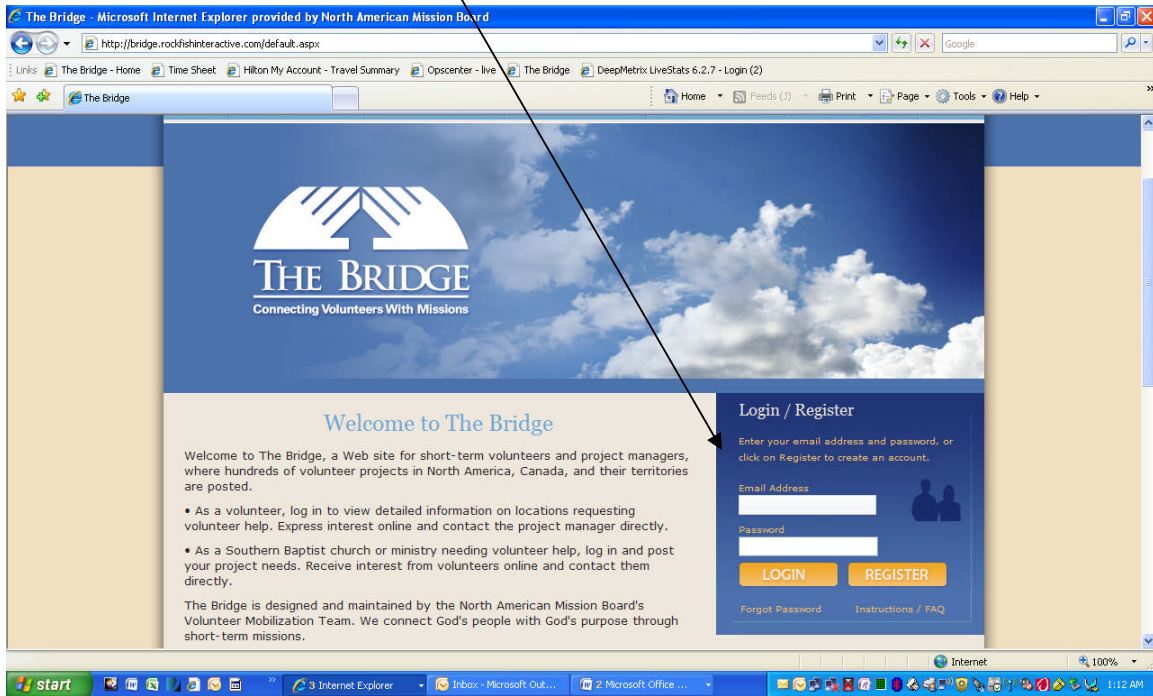 The Bridge - Microsoft Internet Explorer provided by North American Mission Board
http://bridge.rockfishinteractive.com/default.aspx
Google
Links The Bridge - Home Time Sheet Hilton My Account - Travel Summary Opscenter - live The Bridge DeepMetrix LiveStats 6.2.7 - Login (2)
The Bridge
Home Feeds (J) Print Page Tools Help
THE BRIDGE
Connecting Volunteers With Missions
Welcome to The Bridge
Welcome to The Bridge, a Web site for short-term volunteers and project managers,
where hundreds of volunteer projects in North America, Canada, and their territories
are posted.
• As a volunteer, log in to view detailed information on locations requesting
volunteer help. Express interest online and contact the project manager directly.
• As a Southern Baptist church or ministry needing volunteer help, log in and post
your project needs. Receive interest from volunteers online and contact them
directly.
The Bridge is designed and maintained by the North American Mission Board's
Volunteer Mobilization Team. We connect God's people with God's purpose through
short-term missions.
Login / Register
Enter your email address and password, or
click on Register to create an account.
Email Address
Password
LOGIN REGISTER
Forgot Password Instructions / FAQ
Internet 100%
start 3 Internet Explorer Inbox - Microsoft Out... 2 Microsoft Office ... 1:12 AM